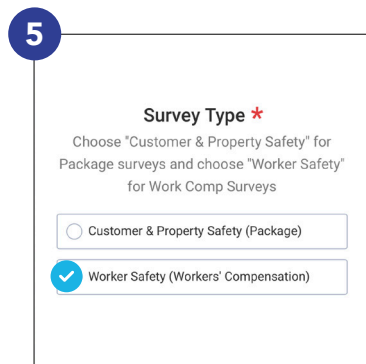 5
Survey Type *
Choose "Customer & Property Safety" for
Package surveys and choose "Worker Safety"
for Work Comp Surveys
Customer & Property Safety (Package)
Worker Safety (Workers' Compensation)